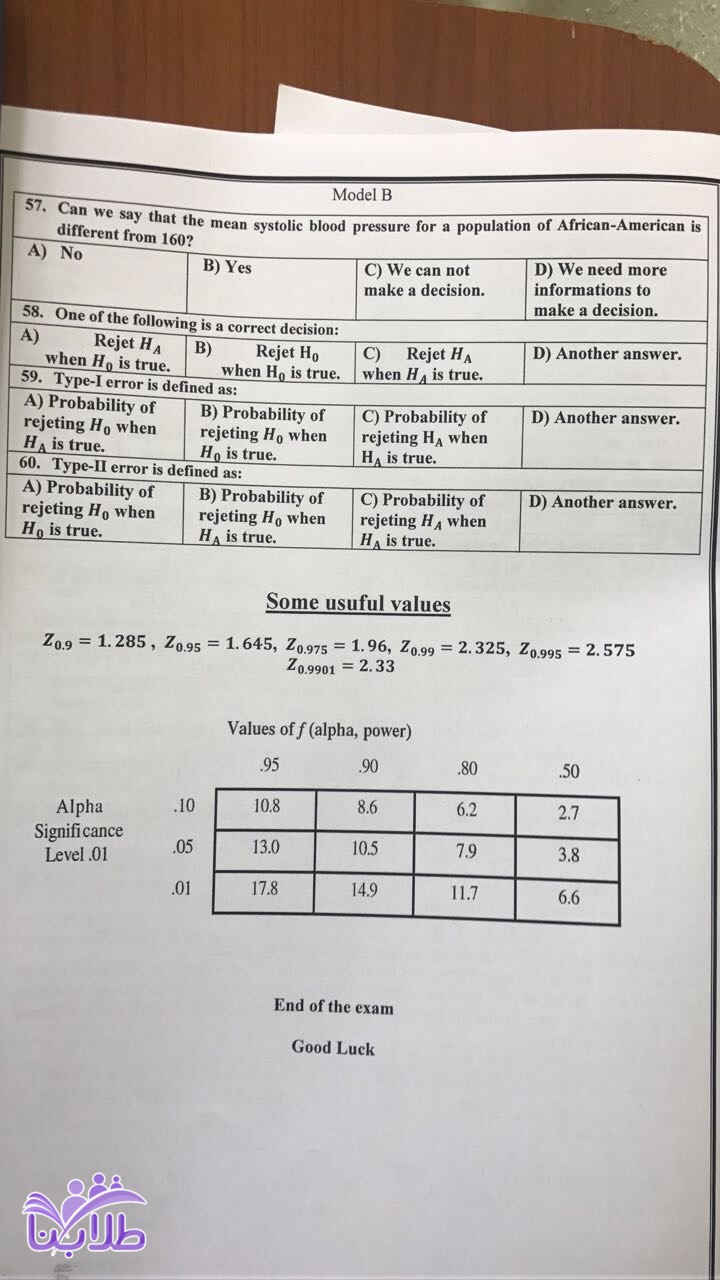 Model B
57. Can we say that the mean systolic blood pressure for a population of African-American is
different from 160?
A) No
B) Yes
C) We can not
make a decision.
D) We need more
informations to
make a decision.
58. One of the following is a correct decision:
A) Rejet H_A
when H_0 is true.
B) Rejet H_0
when H_0 is true.
C) Rejet H_A
when H_A is true.
D) Another answer.
59. Type-I error is defined as:
A) Probability of
rejeting H_0 when
H_A is true.
B) Probability of
rejeting H_0 when
H_0 is true.
C) Probability of
rejeting H_A when
H_A is true.
D) Another answer.
60. Type-II error is defined as:
A) Probability of
rejeting H_0 when
H_0 is true.
B) Probability of
rejeting H_0 when
H_A is true.
C) Probability of
rejeting H_A when
H_A is true.
D) Another answer.
Some usuful values
Z_0.9 = 1.285 , Z_0.95 = 1.645, Z_0.975 = 1.96, Z_0.99 = 2.325, Z_0.995 = 2.575
Z_0.9901 = 2.33
Values of f (alpha, power)
.95 .90 .80 .50
Alpha
Significance
Level .01
.10 10.8 8.6 6.2 2.7
.05 13.0 10.5 7.9 3.8
.01 17.8 14.9 11.7 6.6
End of the exam
Good Luck
طلابنا